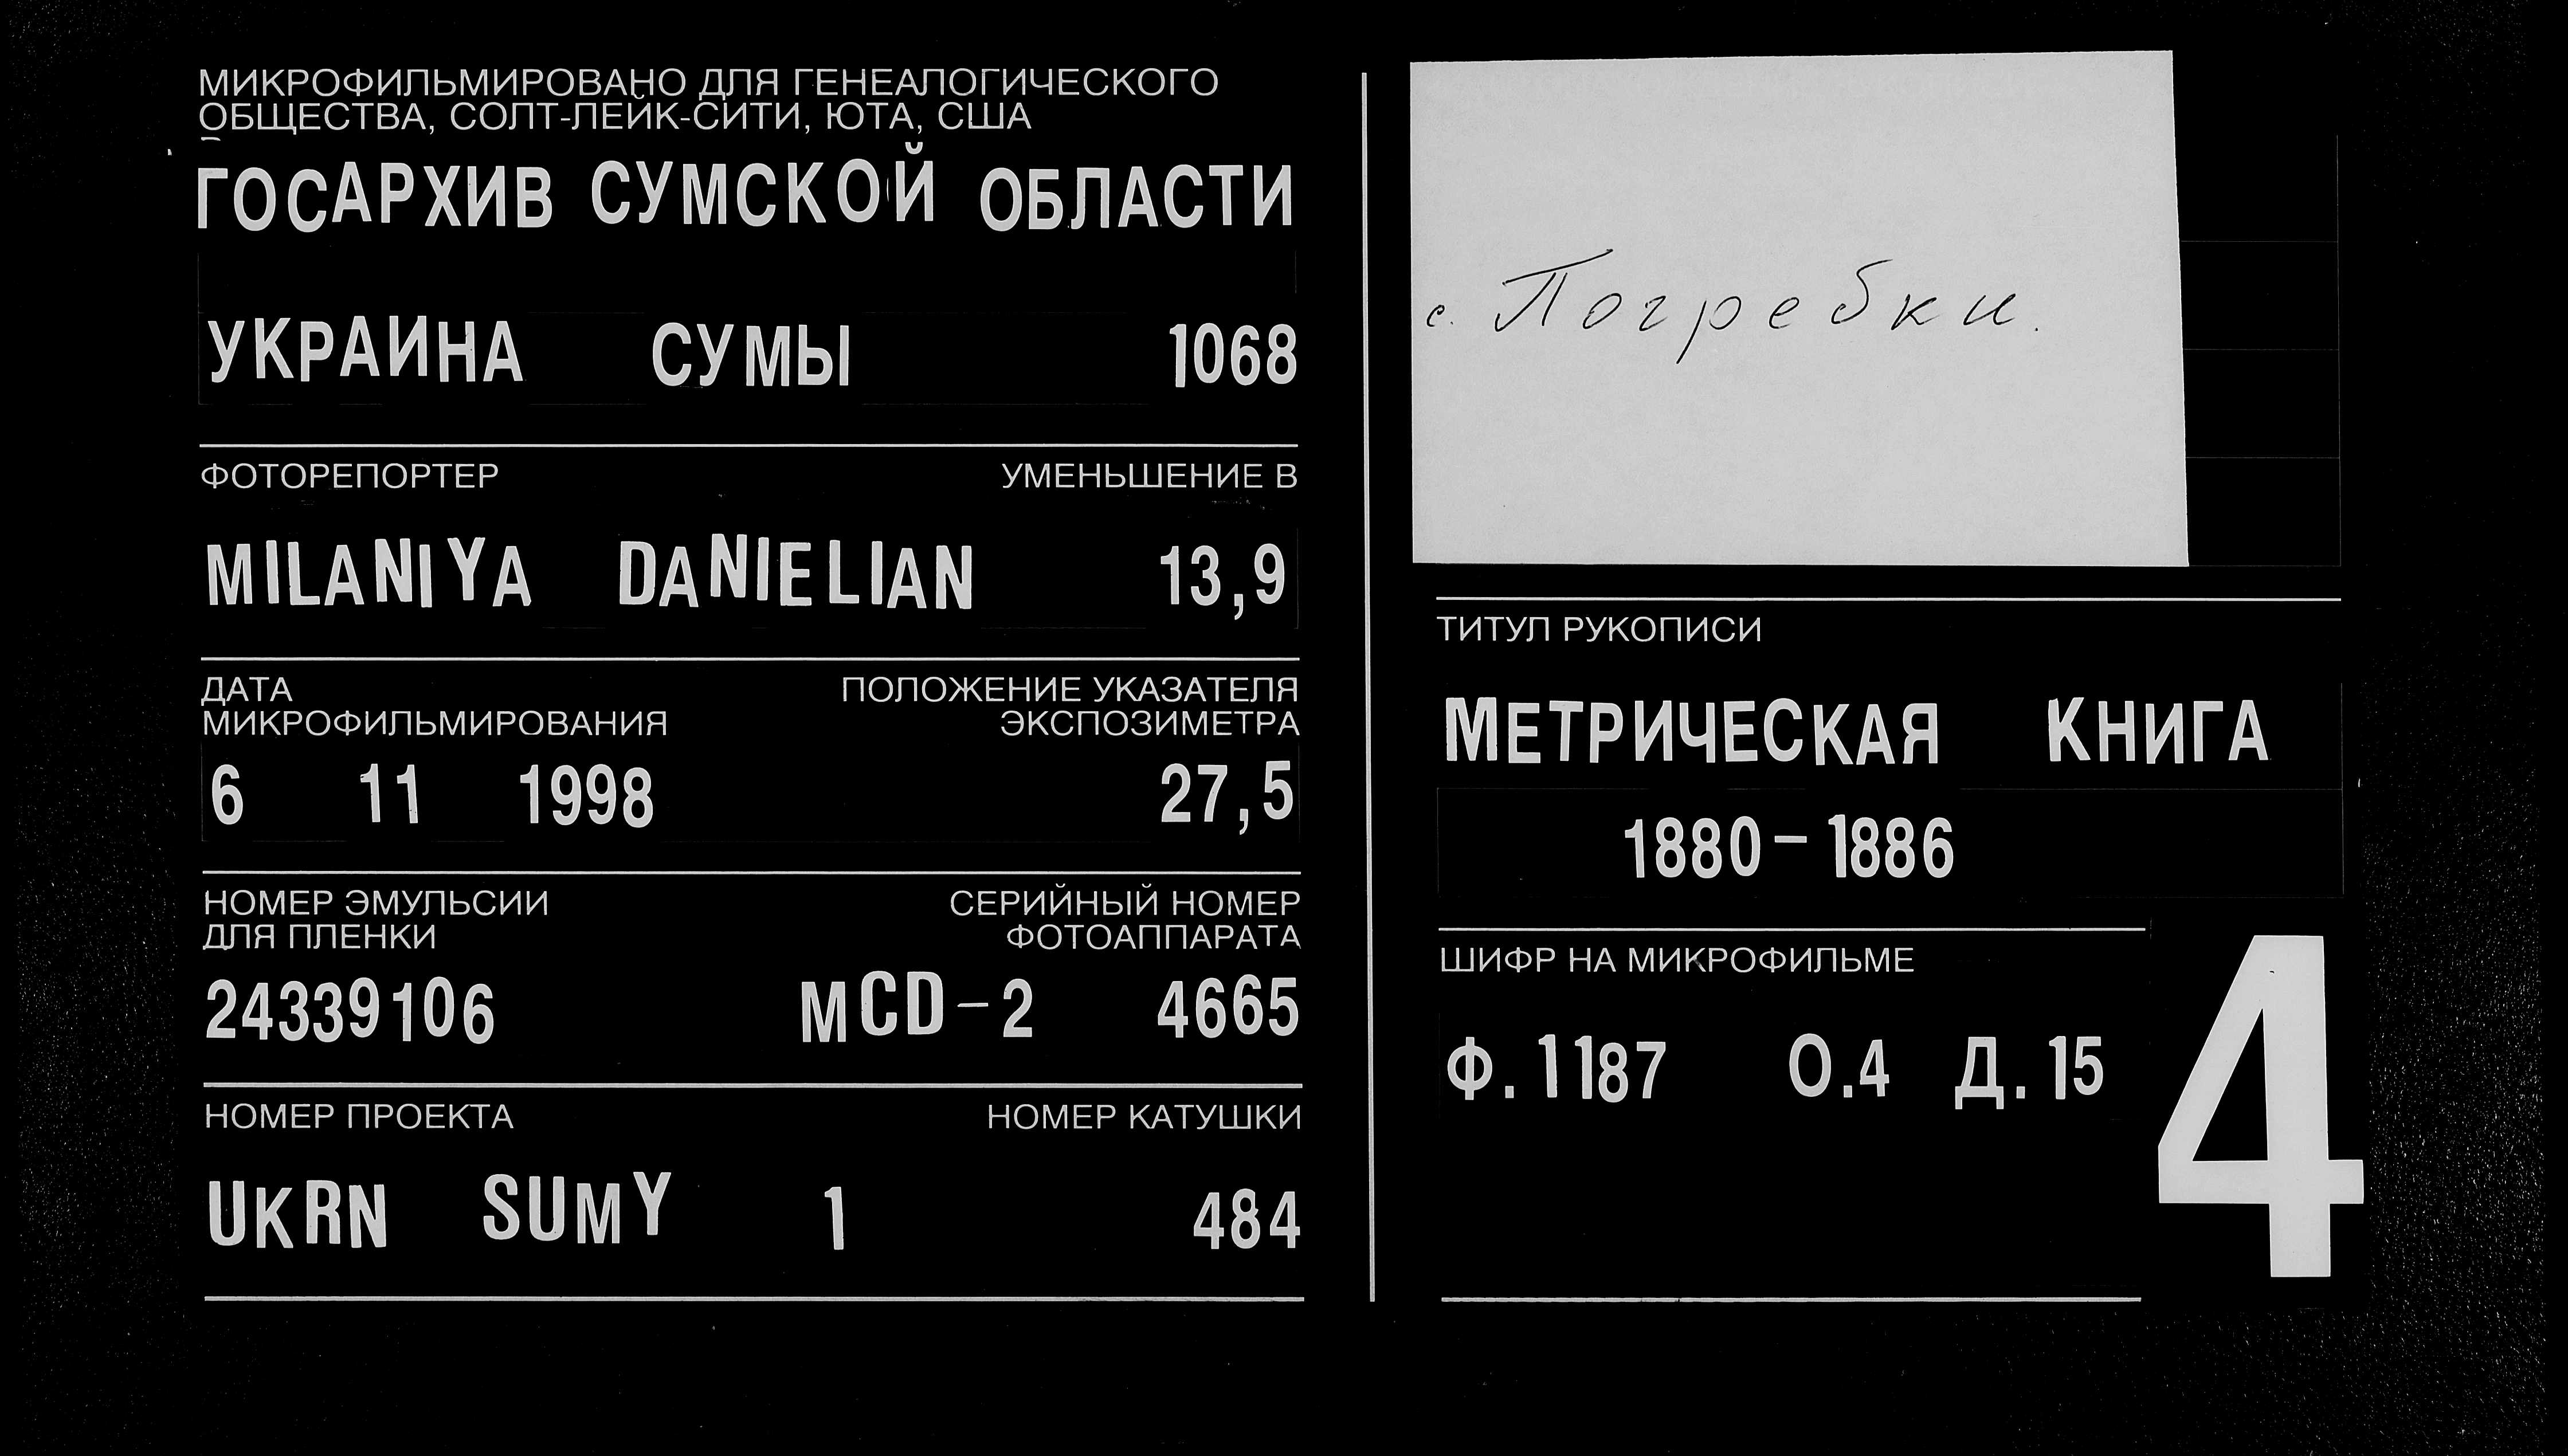 МИКРОФИЛЬМИРОВАНО ДЛЯ ГЕНЕАЛОГИЧЕСКОГО
ОБЩЕСТВА, СОЛТ-ЛЕЙК-СИТИ, ЮТА, США
ГОСАРХИВ СУМСКОЙ ОБЛАСТИ
УКРАИНА СУМЫ 1068
ФОТОРЕПОРТЕР УМЕНЬШЕНИЕ В
MILANIYA DANIELIAN 13,9
ДАТА ПОЛОЖЕНИЕ УКАЗАТЕЛЯ
МИКРОФИЛЬМИРОВАНИЯ ЭКСПОЗИМЕТРА
6 11 1998 27,5
НОМЕР ЭМУЛЬСИИ СЕРИЙНЫЙ НОМЕР
ДЛЯ ПЛЕНКИ ФОТОАППАРАТА
24339106 MCD-2 4665
НОМЕР ПРОЕКТА НОМЕР КАТУШКИ
UKRN SUMY 1 484
с. Погребки.
ТИТУЛ РУКОПИСИ
МЕТРИЧЕСКАЯ КНИГА
1880-1886
ШИФР НА МИКРОФИЛЬМЕ
Ф.1187 О.4 Д.15
4